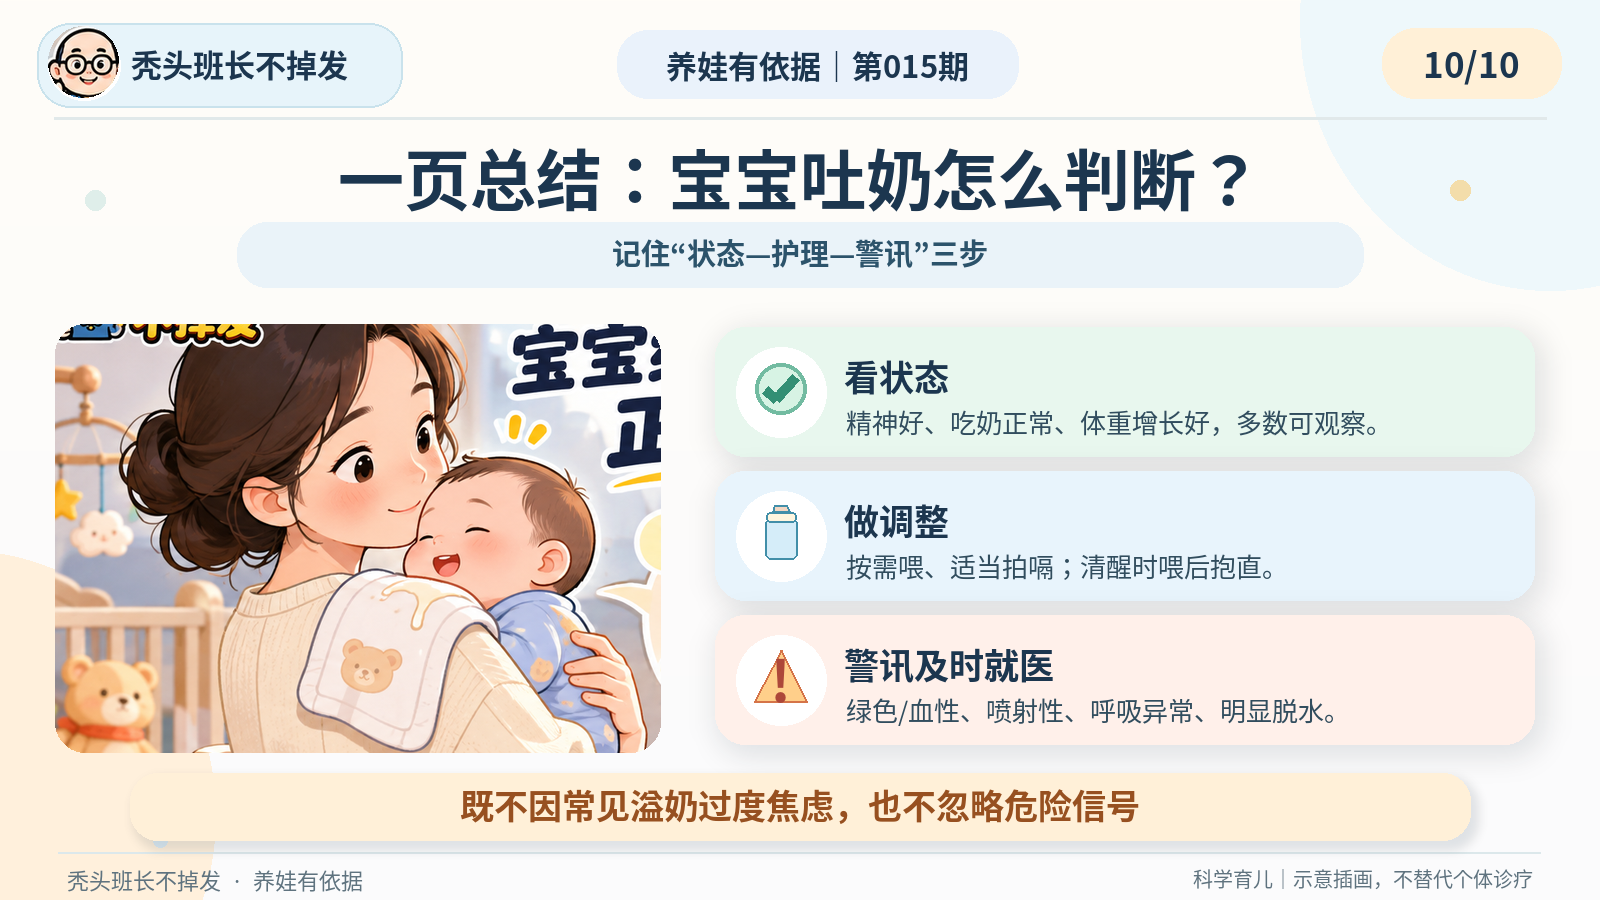 秃头班长不掉发
养娃有依据｜第015期
10/10
一页总结：宝宝吐奶怎么判断？
记住“状态—护理—警讯”三步
不掉发
宝宝
正
看状态
精神好、吃奶正常、体重增长好，多数可观察。
做调整
按需喂、适当拍嗝；清醒时喂后抱直。
警讯及时就医
绿色/血性、喷射性、呼吸异常、明显脱水。
既不因常见溢奶过度焦虑，也不忽略危险信号
秃头班长不掉发 · 养娃有依据
科学育儿｜示意插画，不替代个体诊疗